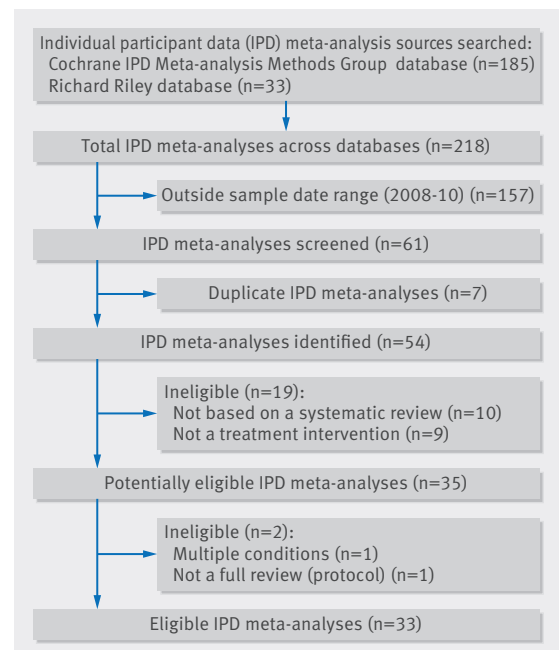 Individual participant data (IPD) meta-analysis sources searched:
Cochrane IPD Meta-analysis Methods Group database (n=185)
Richard Riley database (n=33)
Total IPD meta-analyses across databases (n=218)
Outside sample date range (2008-10) (n=157)
IPD meta-analyses screened (n=61)
Duplicate IPD meta-analyses (n=7)
IPD meta-analyses identified (n=54)
Ineligible (n=19):
Not based on a systematic review (n=10)
Not a treatment intervention (n=9)
Potentially eligible IPD meta-analyses (n=35)
Ineligible (n=2):
Multiple conditions (n=1)
Not a full review (protocol) (n=1)
Eligible IPD meta-analyses (n=33)